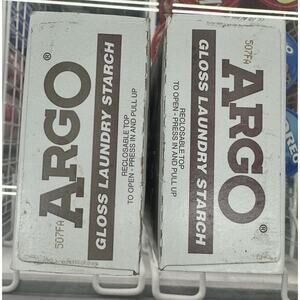 ARGO®
507FA
GLOSS LAUNDRY STARCH
RECLOSABLE TOP
TO OPEN - PRESS IN AND PULL UP
507FA
ARGO®
GLOSS LAUNDRY STARCH
RECLOSABLE TOP
TO OPEN - PRESS IN AND PULL UP